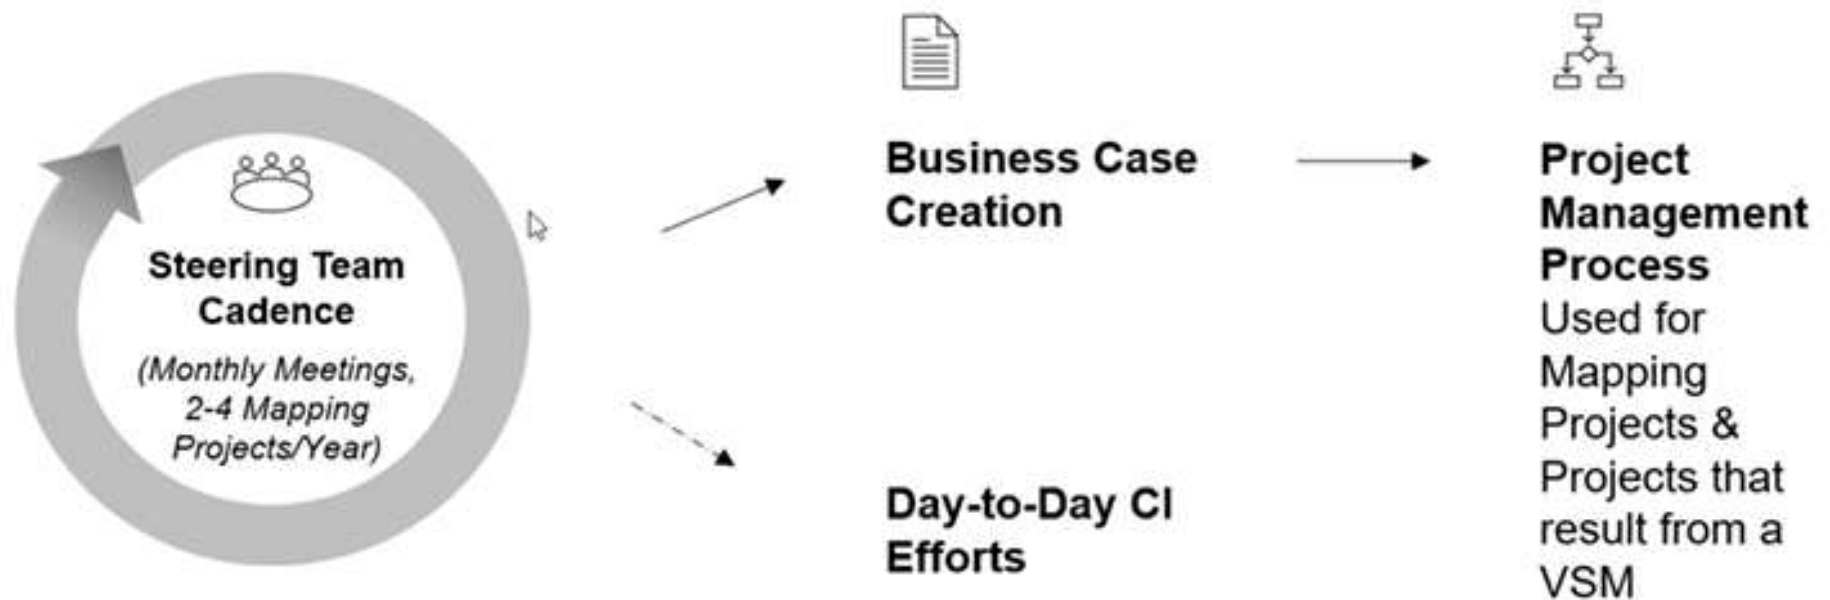 Steering Team
Cadence
(Monthly Meetings,
2-4 Mapping
Projects/Year)
Business Case
Creation
Day-to-Day CI
Efforts
Project
Management
Process
Used for
Mapping
Projects &
Projects that
result from a
VSM